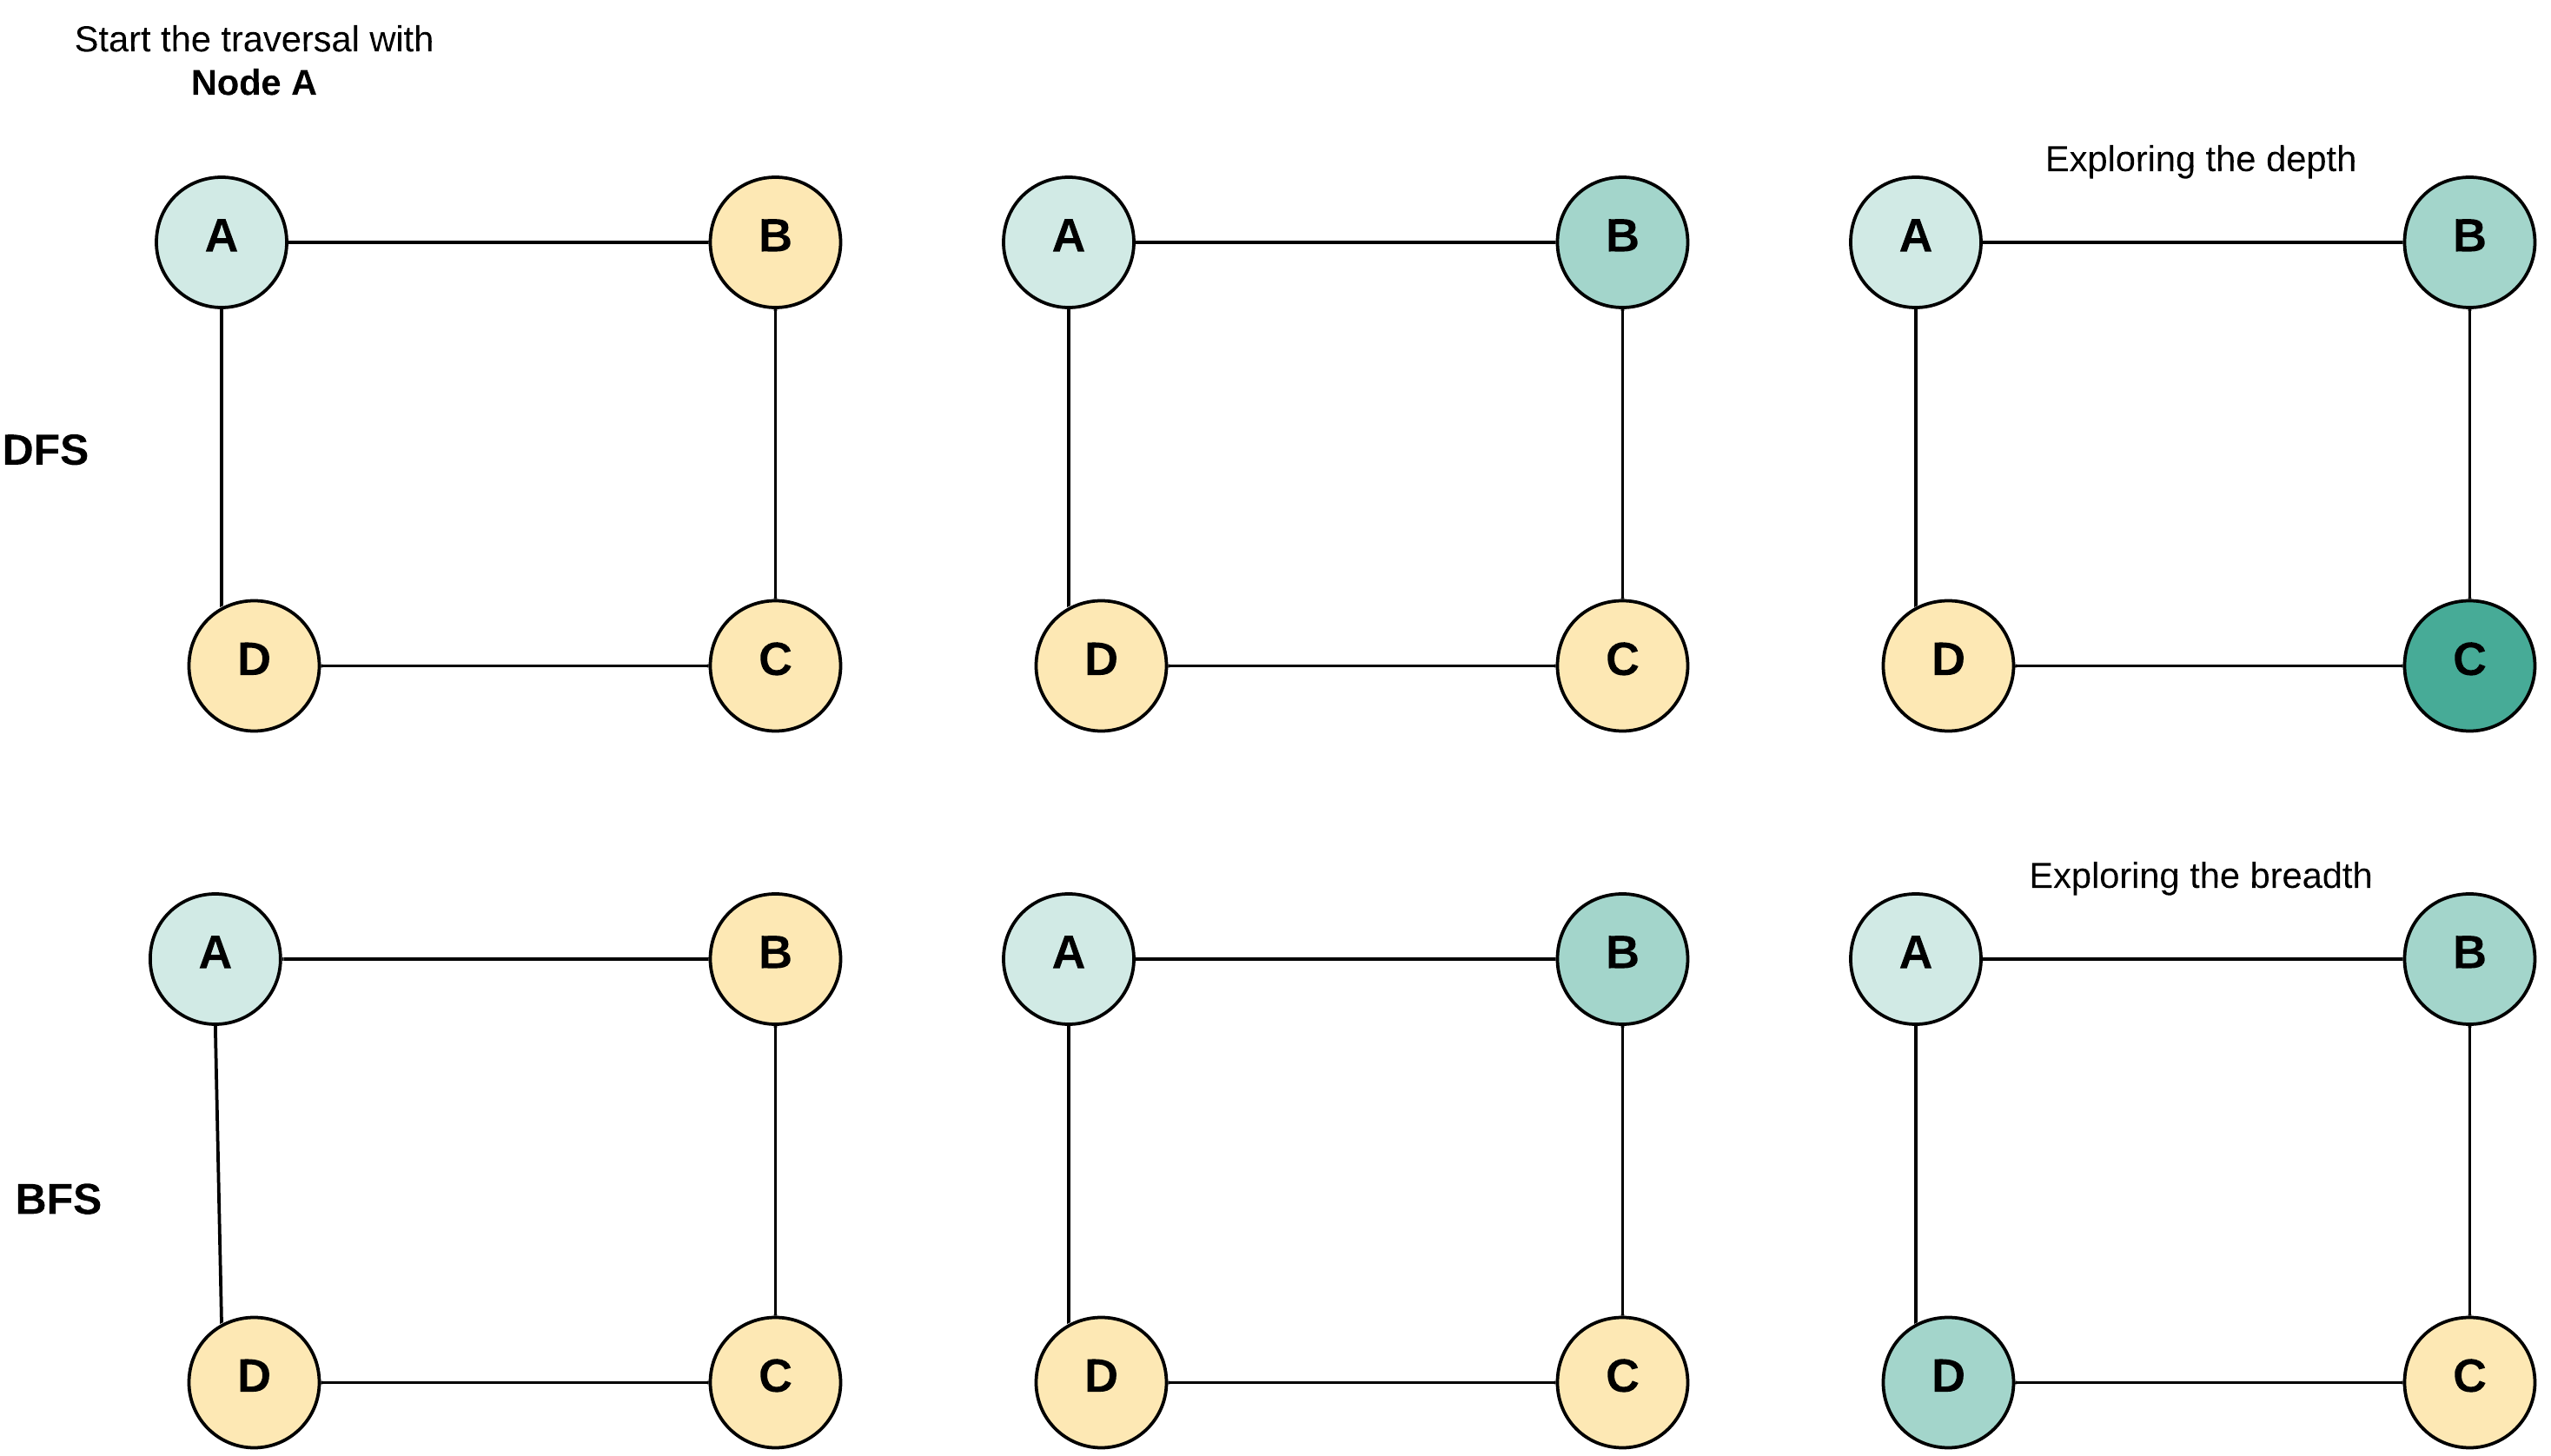 Start the traversal with
Node A
Exploring the depth
A B A B A B
DFS
D C D C D C
Exploring the breadth
A B A B A B
BFS
D C D C D C